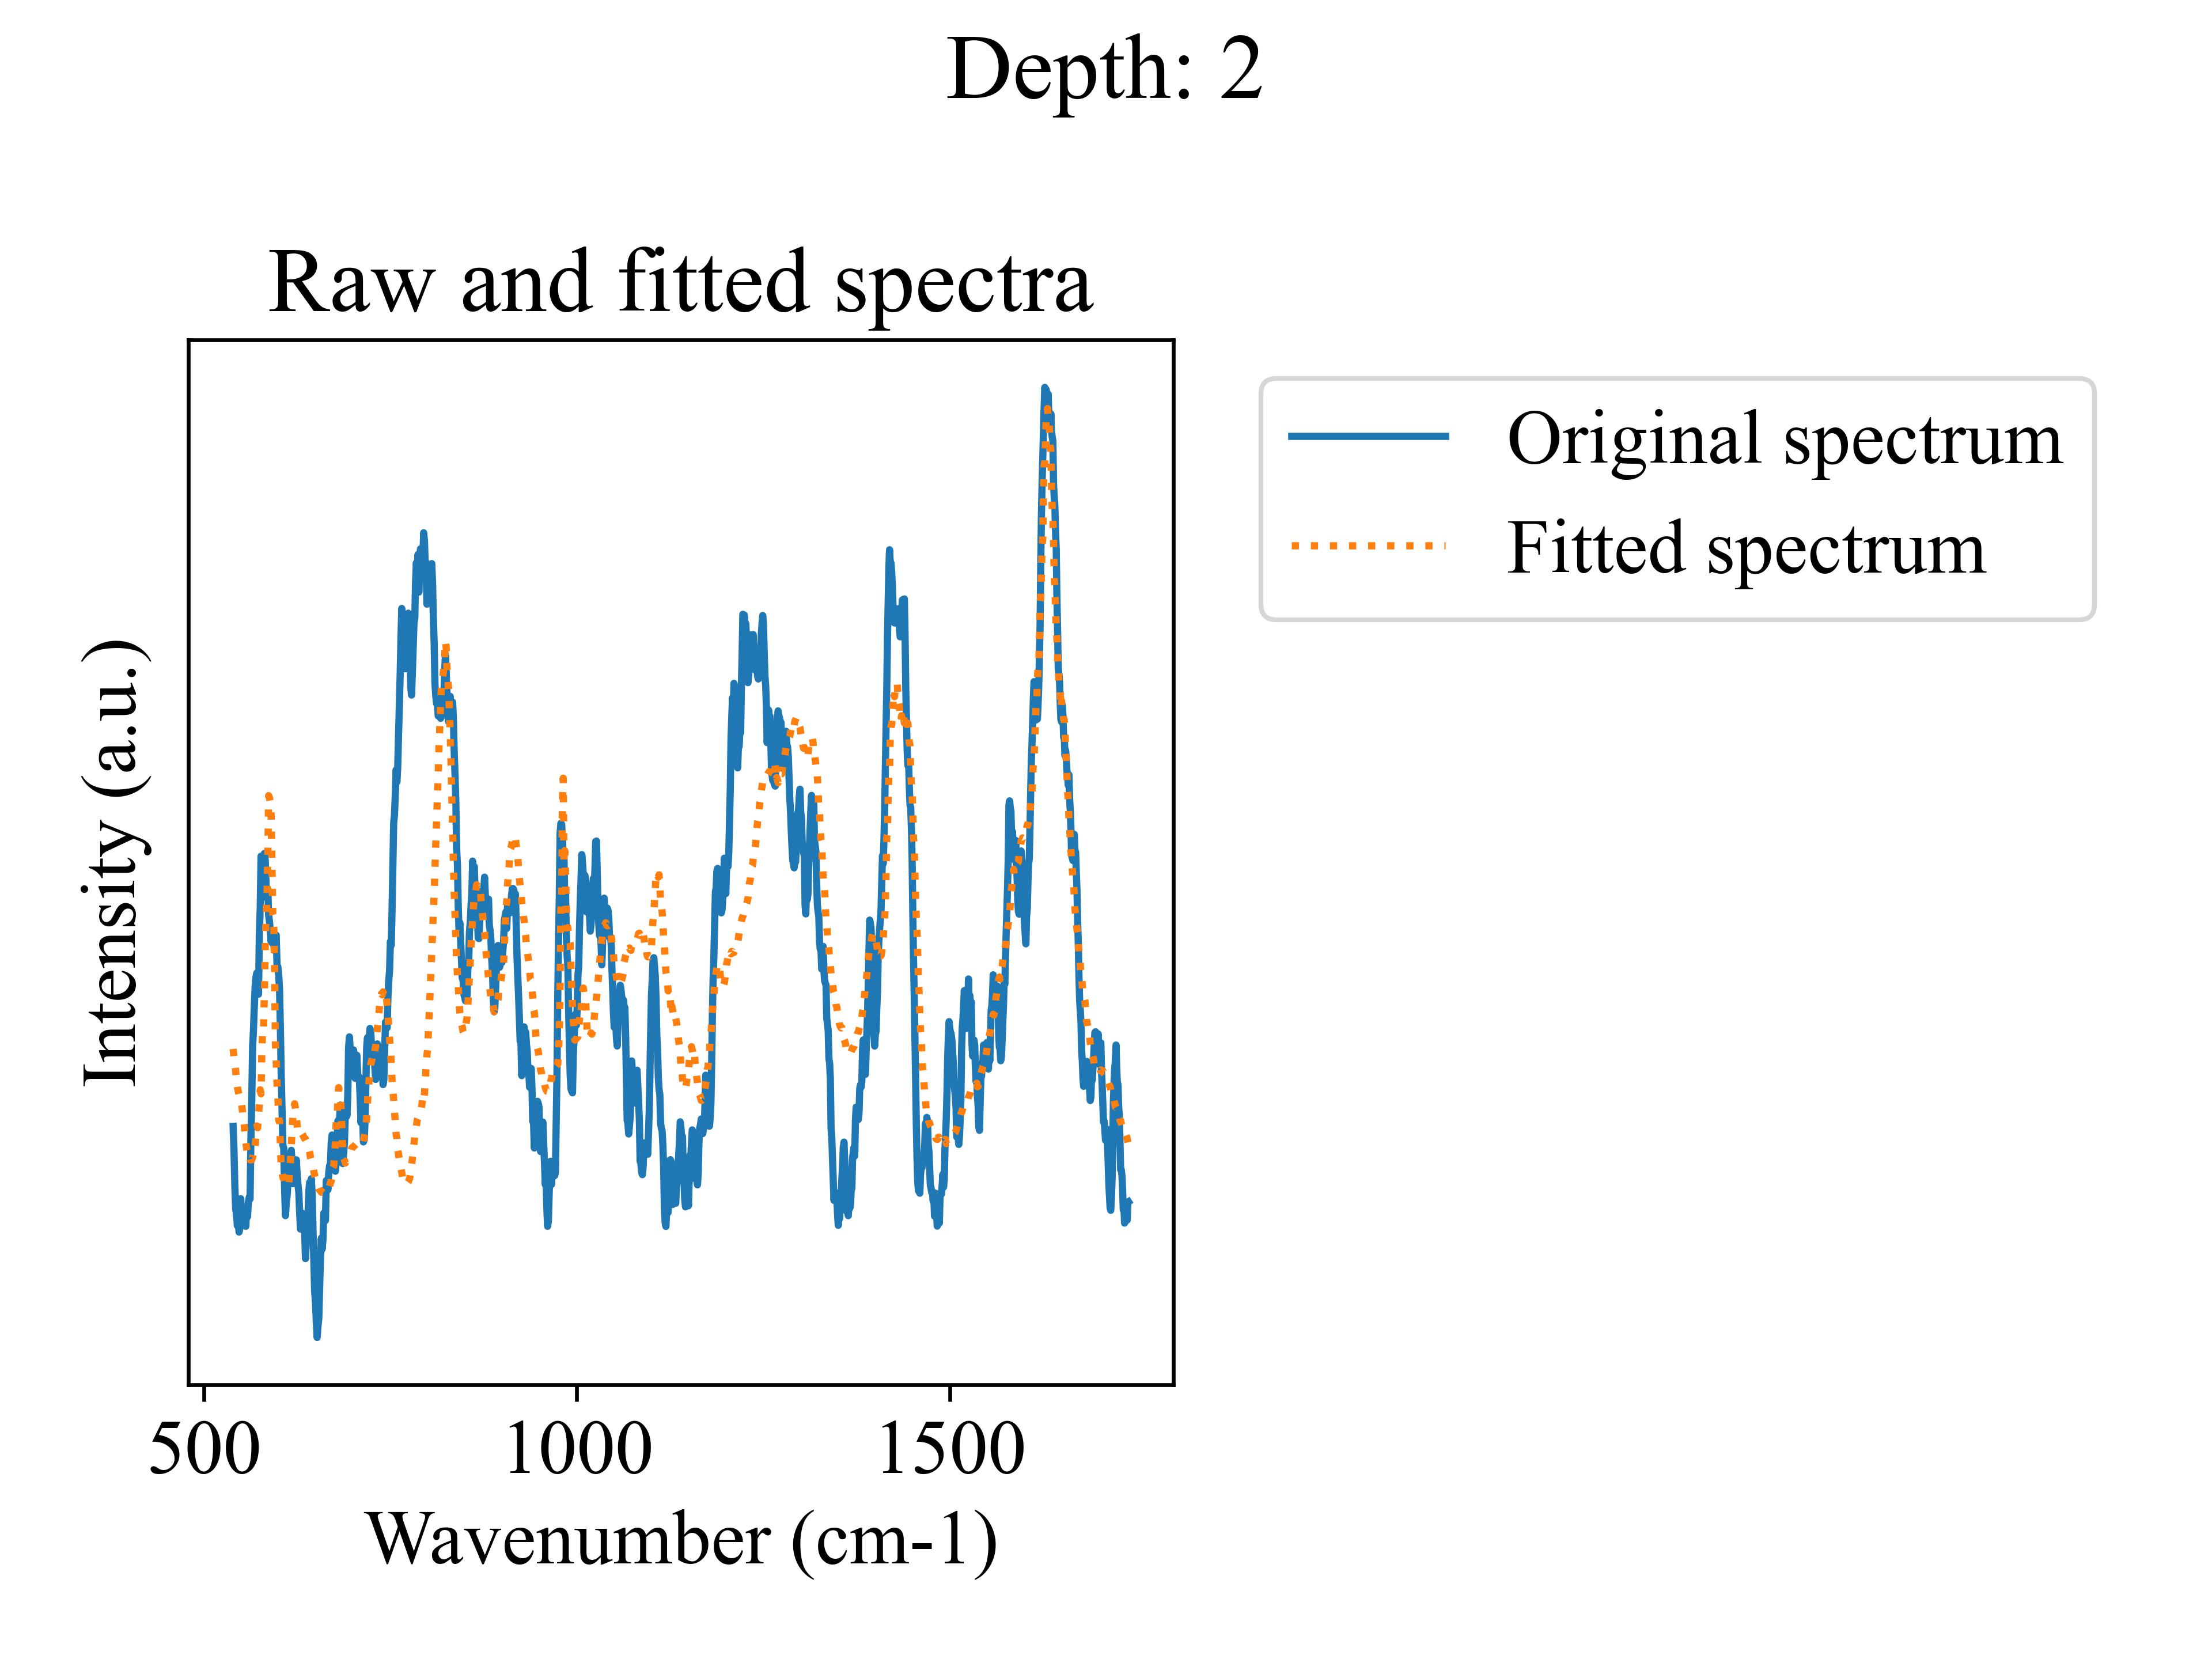 Depth: 2
Raw and fitted spectra
Original spectrum
Fitted spectrum
Intensity (a.u.)
500 1000 1500
Wavenumber (cm-1)